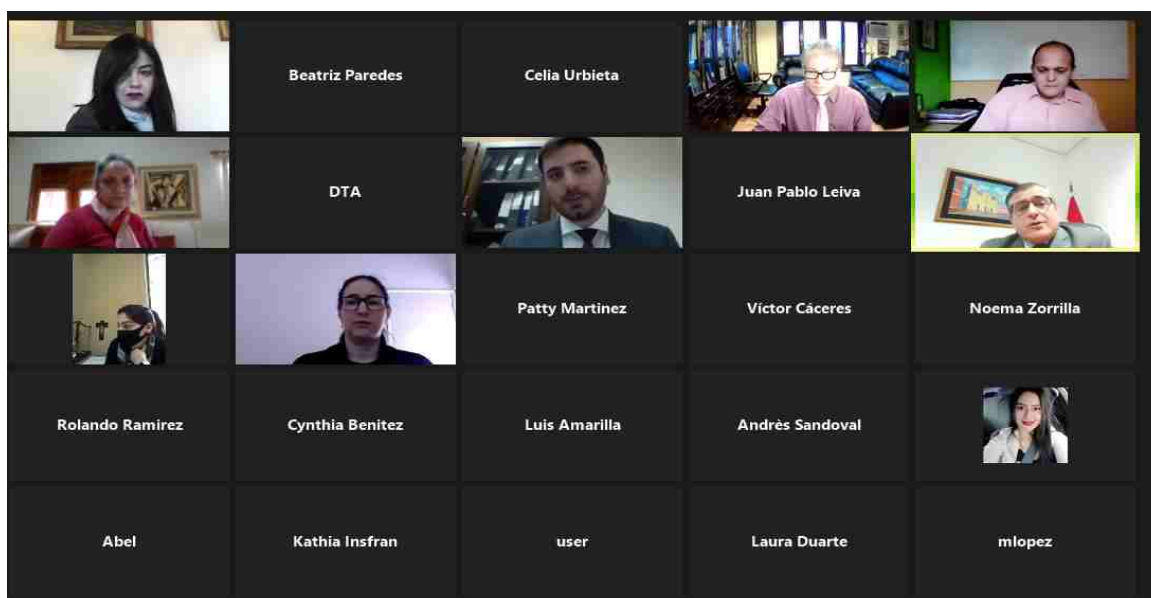 Beatriz Paredes
Celia Urbieta
DTA
Juan Pablo Leiva
Patty Martinez
Víctor Cáceres
Noema Zorrilla
Rolando Ramirez
Cynthia Benitez
Luis Amarilla
Andrès Sandoval
Abel
Kathia Insfran
user
Laura Duarte
mlopez